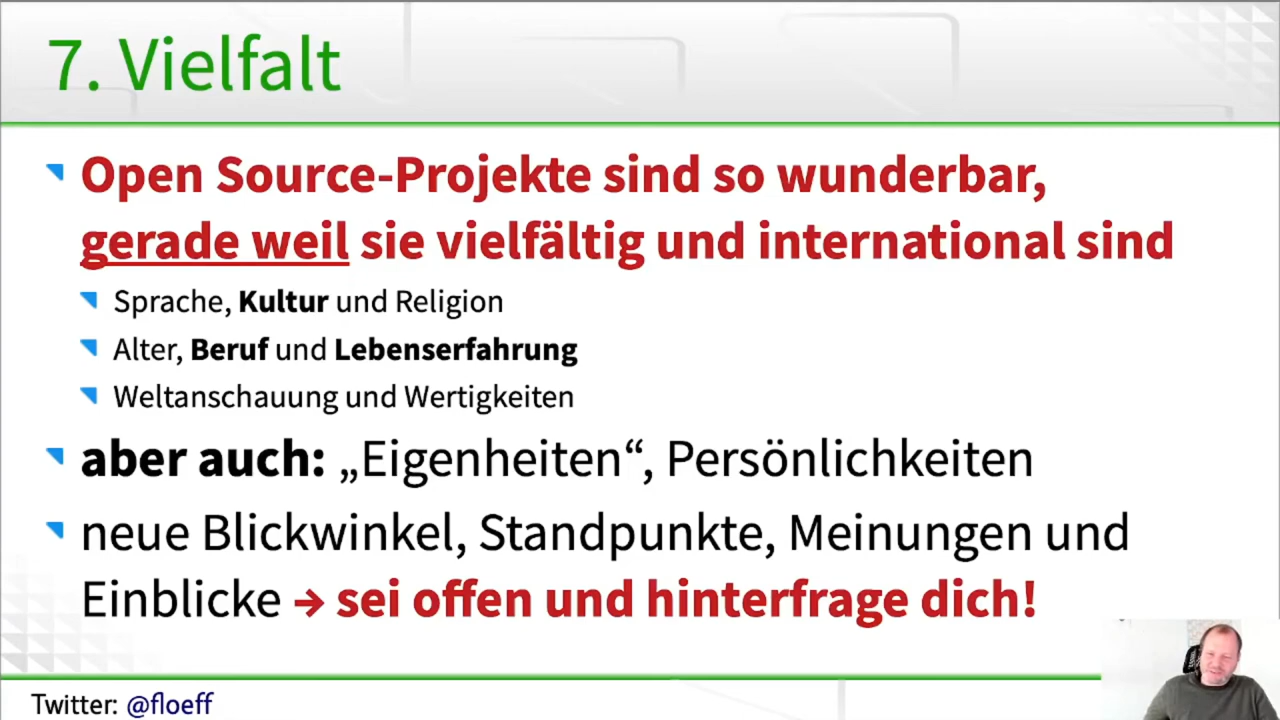 7. Vielfalt
Open Source-Projekte sind so wunderbar,
gerade weil sie vielfältig und international sind
Sprache, Kultur und Religion
Alter, Beruf und Lebenserfahrung
Weltanschauung und Wertigkeiten
aber auch: „Eigenheiten“, Persönlichkeiten
neue Blickwinkel, Standpunkte, Meinungen und
Einblicke → sei offen und hinterfrage dich!
Twitter: @floeff